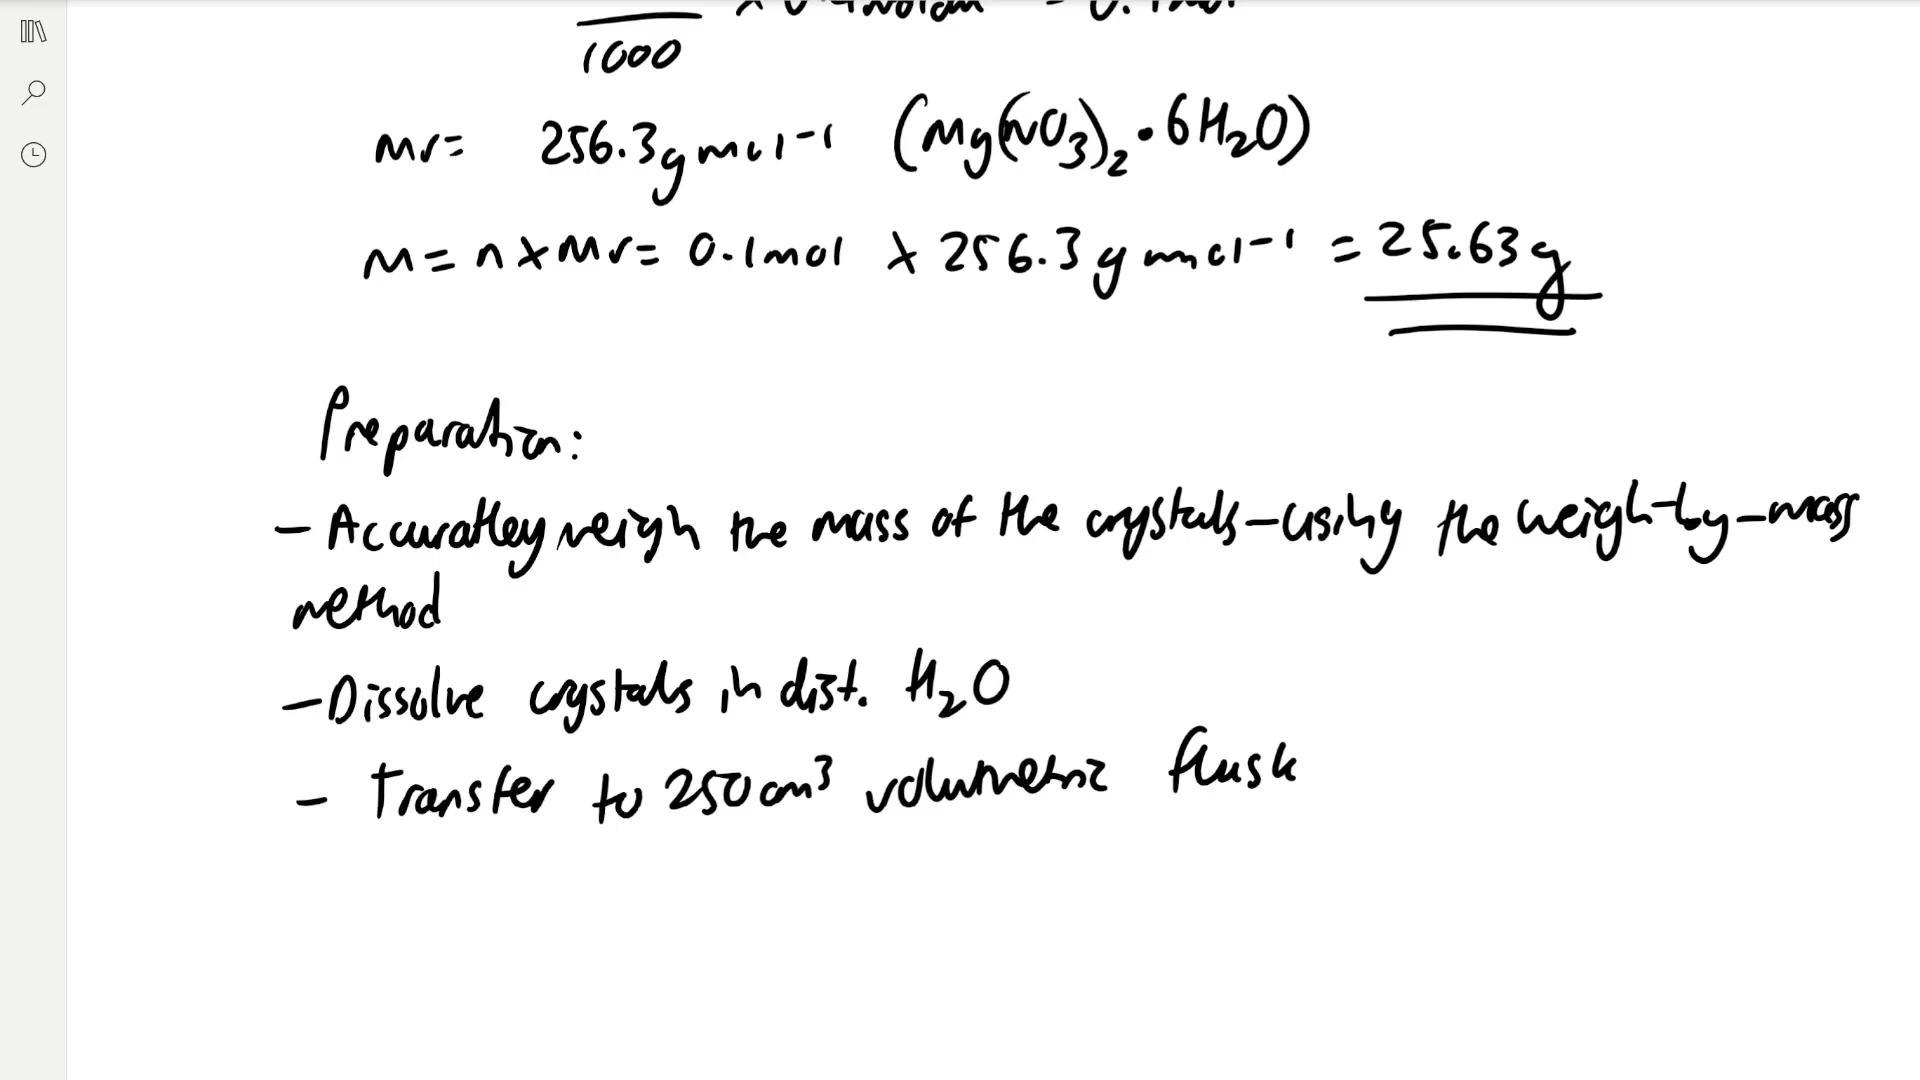 1000
Mr= 256.3gmol⁻¹ (Mg(NO₃)₂•6H₂O)
M=n×Mr= 0.1mol × 256.3gmol⁻¹ = 25.63g
Preparation:
- Accuratley weigh the mass of the crystals-using the weigh-by-mass
method
-Dissolve crystals in dist. H₂O
- Transfer to 250cm³ volumetric flask